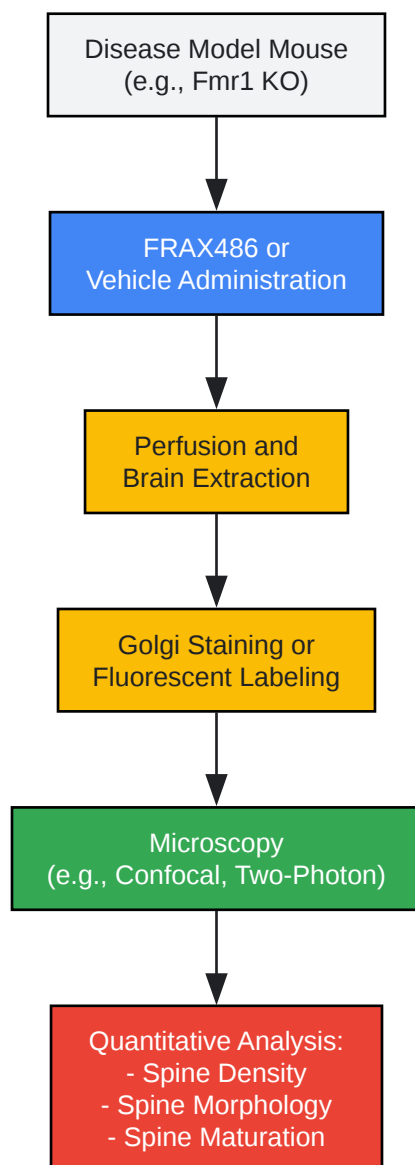 Disease Model Mouse
(e.g., Fmr1 KO)
FRAX486 or
Vehicle Administration
Perfusion and
Brain Extraction
Golgi Staining or
Fluorescent Labeling
Microscopy
(e.g., Confocal, Two-Photon)
Quantitative Analysis:
- Spine Density
- Spine Morphology
- Spine Maturation